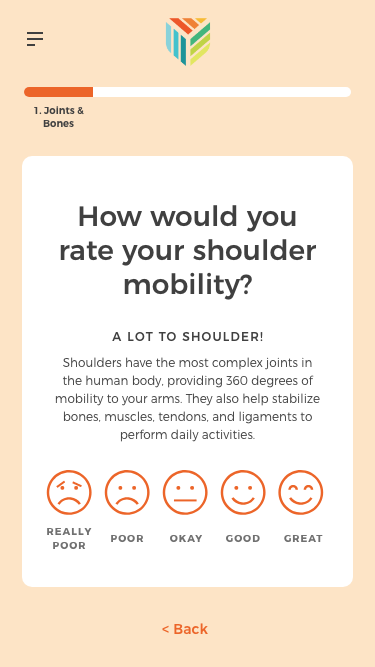 1. Joints &
Bones
How would you
rate your shoulder
mobility?
A LOT TO SHOULDER!
Shoulders have the most complex joints in
the human body, providing 360 degrees of
mobility to your arms. They also help stabilize
bones, muscles, tendons, and ligaments to
perform daily activities.
REALLY
POOR
POOR
OKAY
GOOD
GREAT
< Back